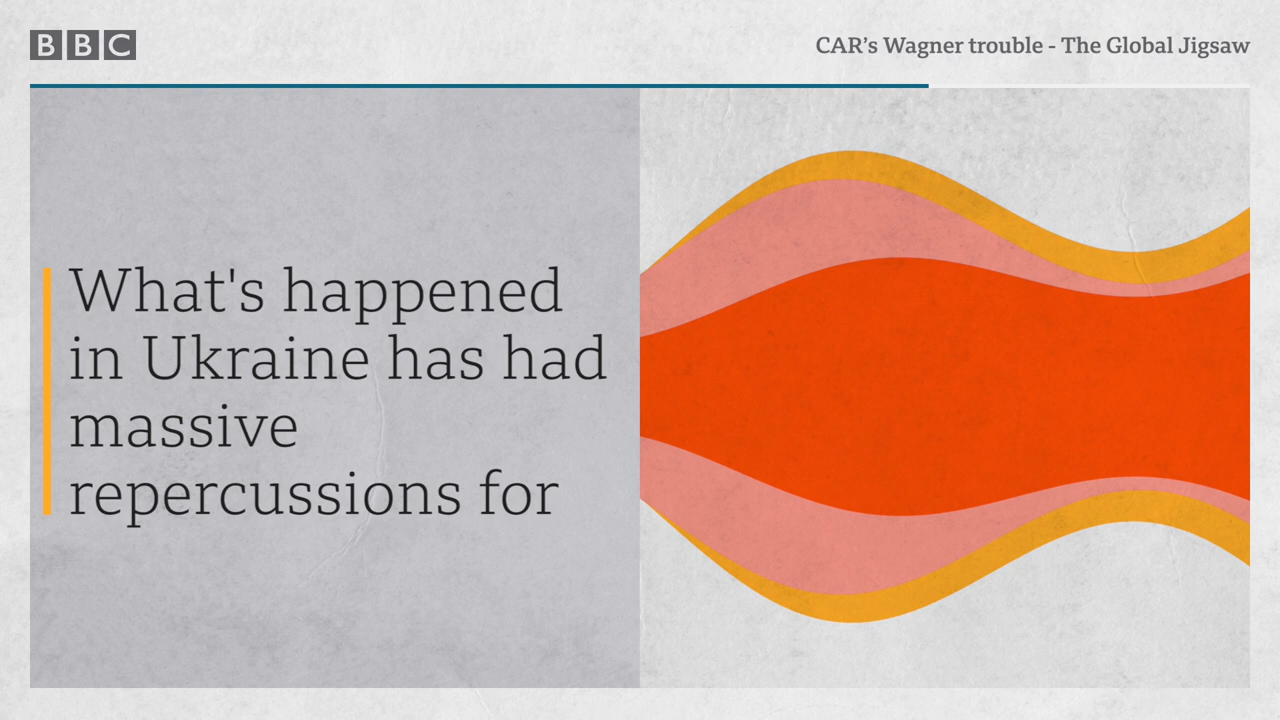 BBC
CAR’s Wagner trouble - The Global Jigsaw
What's happened
in Ukraine has had
massive
repercussions for